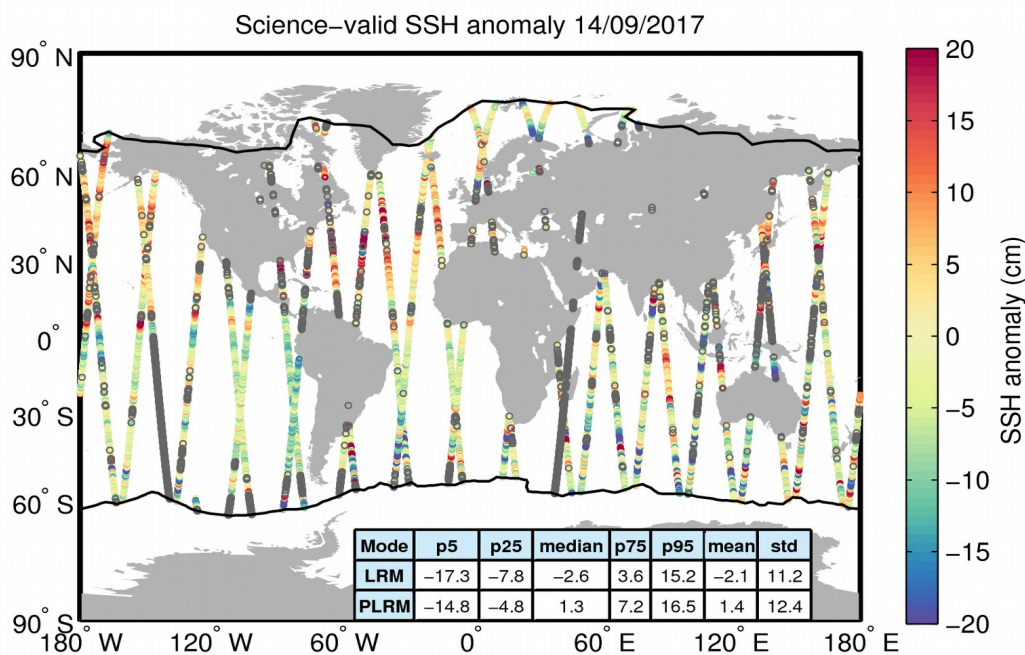 Science−valid SSH anomaly 14/09/2017
90° N
60° N
30° N
0°
30° S
60° S
90° S
180° W
120° W
60° W
0°
60° E
120° E
180° E
Mode p5 p25 median p75 p95 mean std
LRM −17.3 −7.8 −2.6 3.6 15.2 −2.1 11.2
PLRM −14.8 −4.8 1.3 7.2 16.5 1.4 12.4
20
15
10
5
0
−5
−10
−15
−20
SSH anomaly (cm)